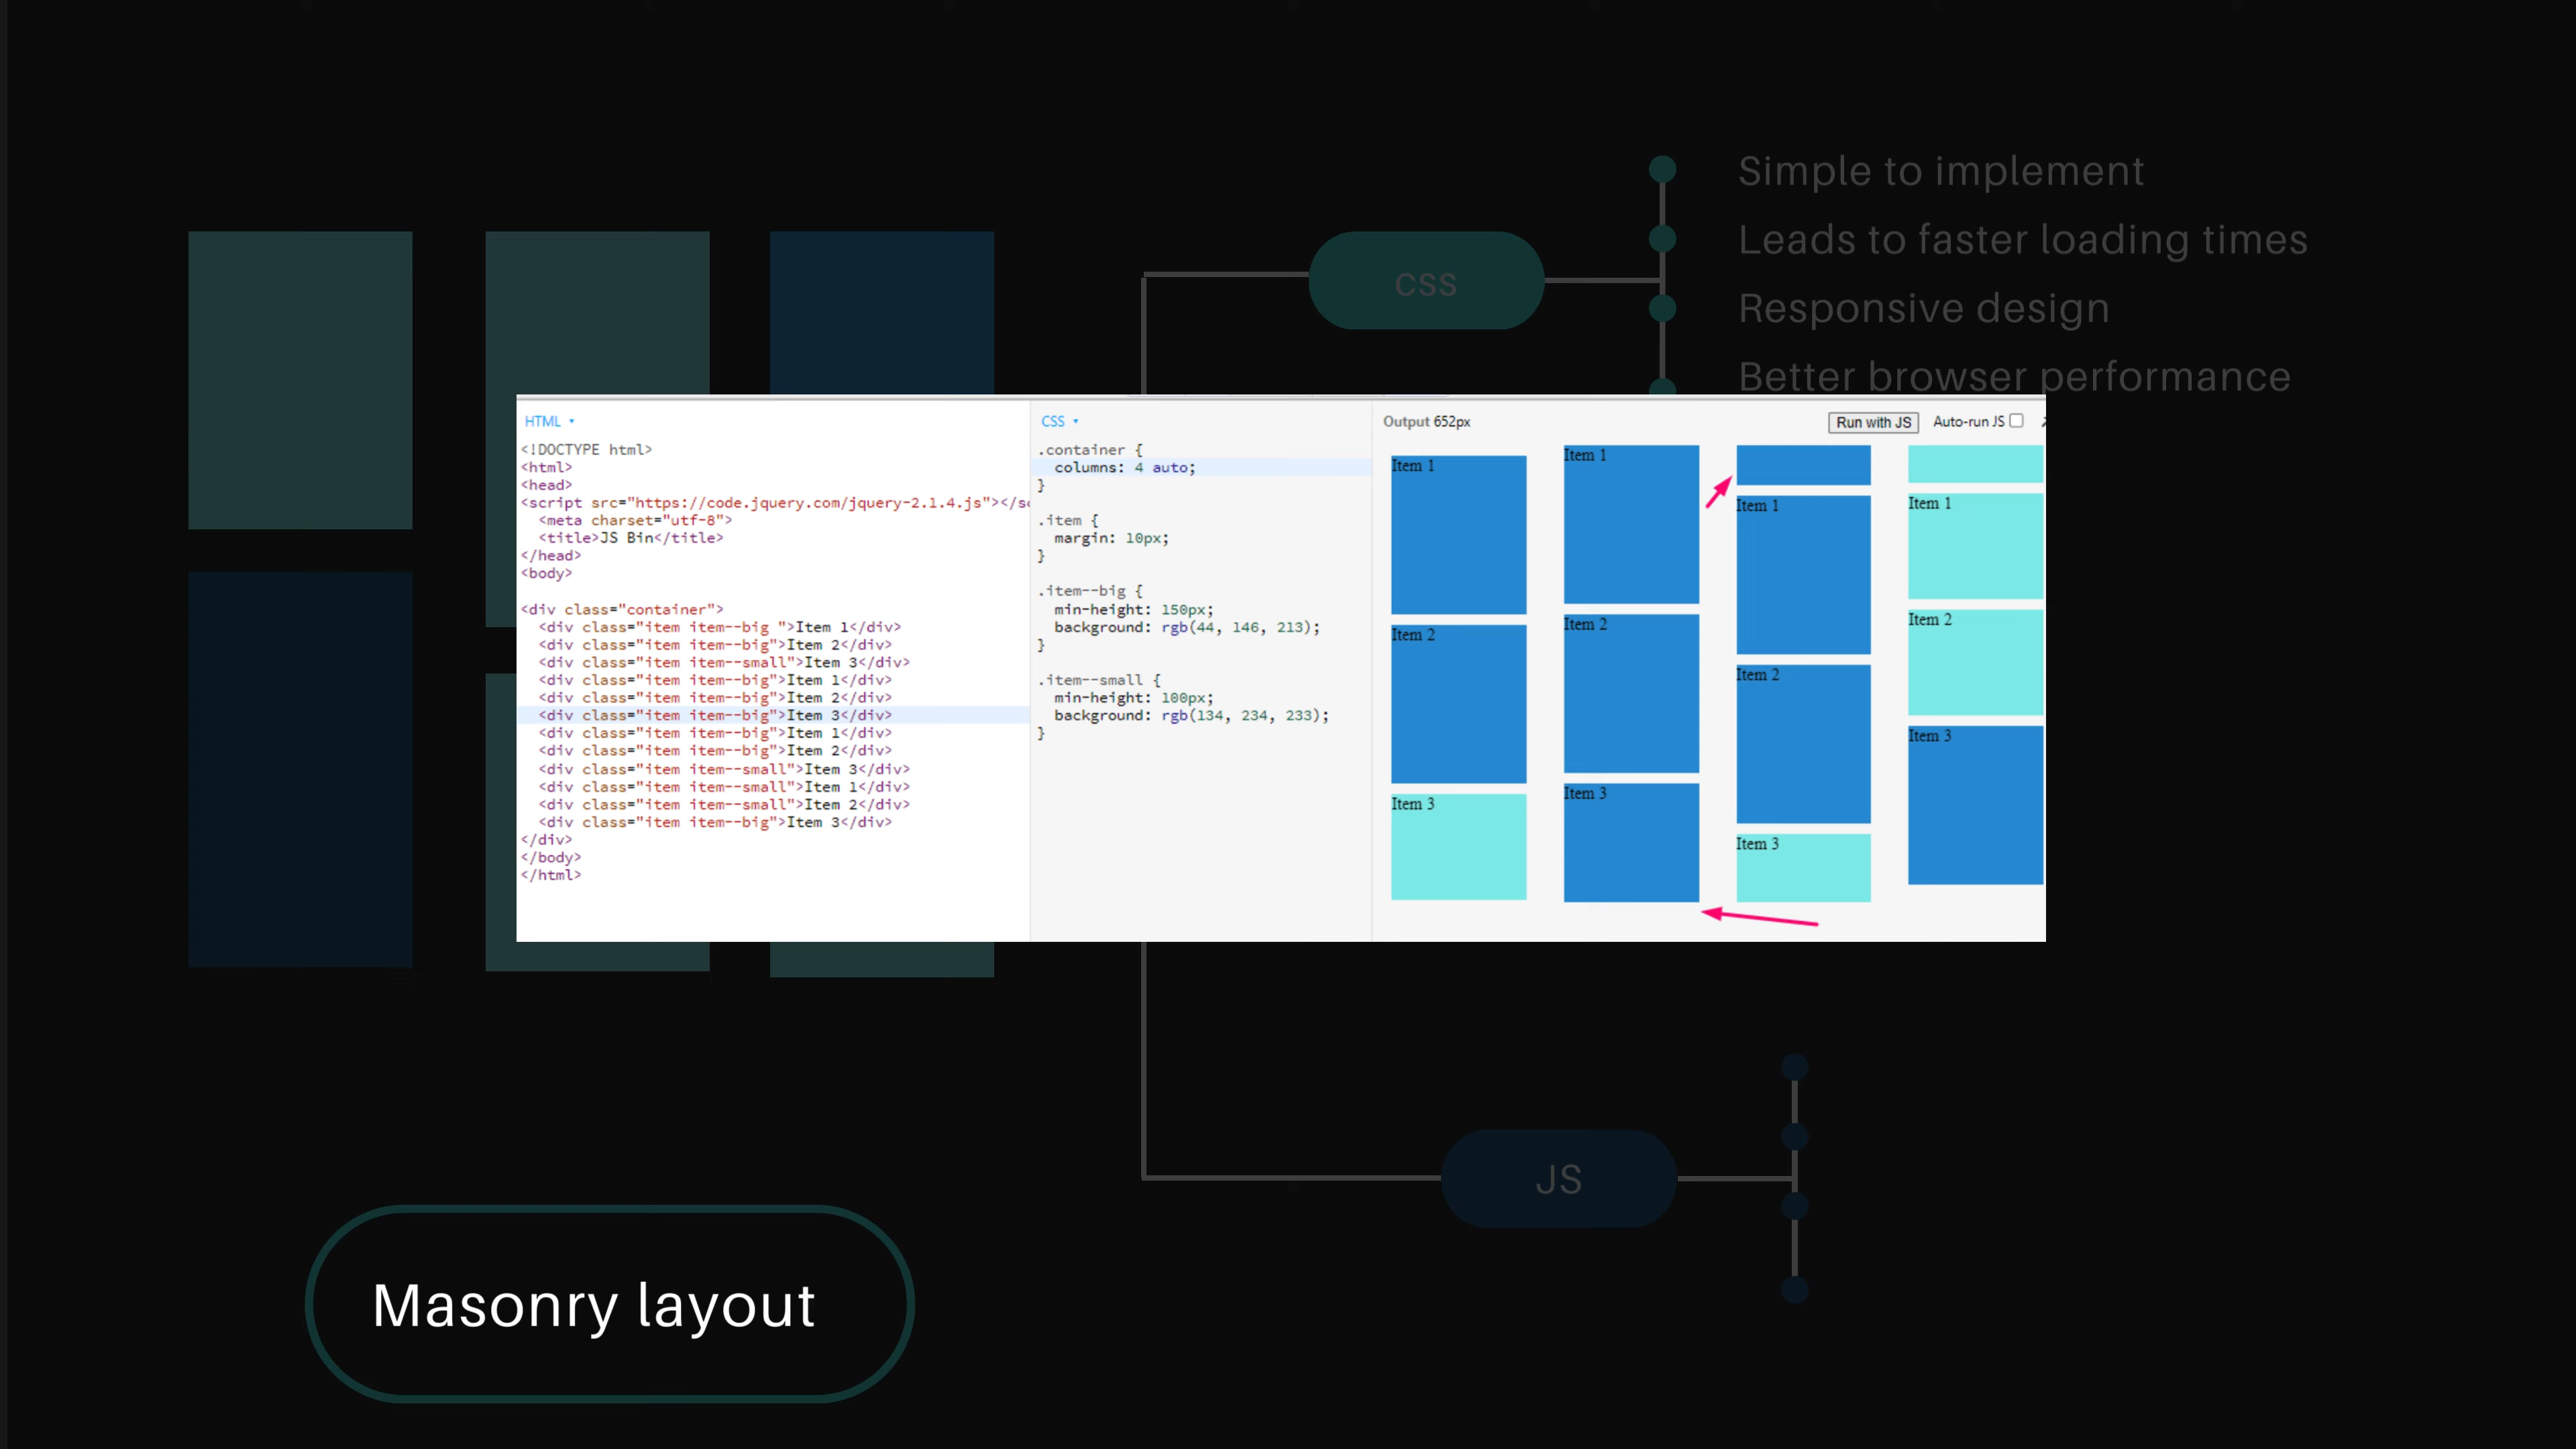 Simple to implement
Leads to faster loading times
css
Responsive design
Better browser performance
HTML
<!DOCTYPE html>
<html>
<head>
<script src="https://code.jquery.com/jquery-2.1.4.js"></sc
<meta charset="utf-8">
<title>JS Bin</title>
</head>
<body>
<div class="container">
<div class="item item--big ">Item 1</div>
<div class="item item--big">Item 2</div>
<div class="item item--small">Item 3</div>
<div class="item item--big">Item 1</div>
<div class="item item--big">Item 2</div>
<div class="item item--big">Item 3</div>
<div class="item item--big">Item 1</div>
<div class="item item--big">Item 2</div>
<div class="item item--small">Item 3</div>
<div class="item item--small">Item 1</div>
<div class="item item--small">Item 2</div>
<div class="item item--big">Item 3</div>
</div>
</body>
</html>
CSS
.container {
columns: 4 auto;
}
.item {
margin: 10px;
}
.item--big {
min-height: 150px;
background: rgb(44, 146, 213);
}
.item--small {
min-height: 100px;
background: rgb(134, 234, 233);
}
Output 652px
Run with JS
Auto-run JS
Item 1
Item 2
Item 3
Item 1
Item 2
Item 3
Item 1
Item 2
Item 3
Item 1
Item 2
Item 3
JS
Masonry layout